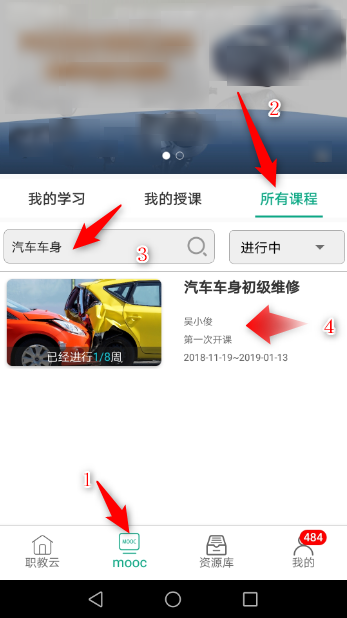 2
我的学习 我的授课 所有课程
汽车车身 3 进行中
汽车车身初级维修
吴小俊 4
第一次开课
已经进行1/8周 2018-11-19~2019-01-13
1
MOOC 484
职教云 mooc 资源库 我的